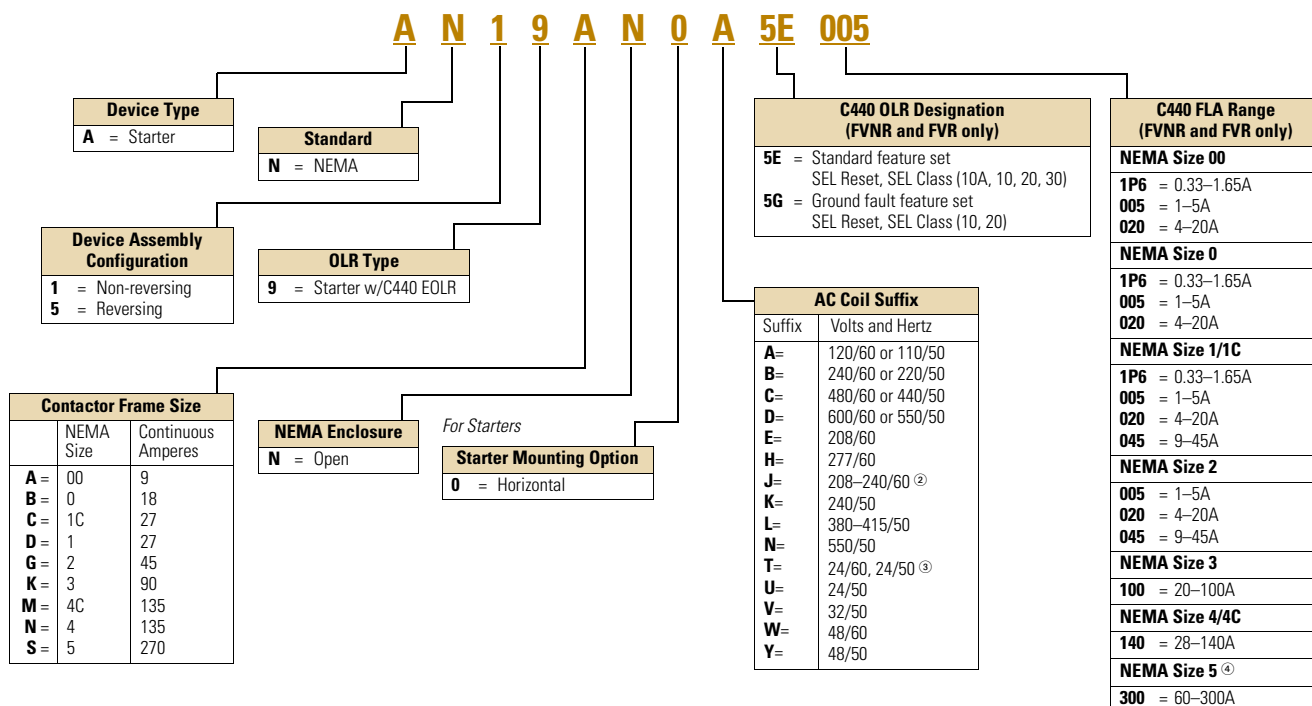 A N 1 9 A N 0 A 5E 005
Device Type
A = Starter
Standard
N = NEMA
Device Assembly
Configuration
1 = Non-reversing
5 = Reversing
OLR Type
9 = Starter w/C440 EOLR
Contactor Frame Size
NEMA Size Continuous Amperes
A = 00 9
B = 0 18
C = 1C 27
D = 1 27
G = 2 45
K = 3 90
M = 4C 135
N = 4 135
S = 5 270
NEMA Enclosure
N = Open
For Starters
Starter Mounting Option
0 = Horizontal
C440 OLR Designation
(FVNR and FVR only)
5E = Standard feature set
SEL Reset, SEL Class (10A, 10, 20, 30)
5G = Ground fault feature set
SEL Reset, SEL Class (10, 20)
AC Coil Suffix
Suffix Volts and Hertz
A= 120/60 or 110/50
B= 240/60 or 220/50
C= 480/60 or 440/50
D= 600/60 or 550/50
E= 208/60
H= 277/60
J= 208–240/60 ②
K= 240/50
L= 380–415/50
N= 550/50
T= 24/60, 24/50 ③
U= 24/50
V= 32/50
W= 48/60
Y= 48/50
C440 FLA Range
(FVNR and FVR only)
NEMA Size 00
1P6 = 0.33–1.65A
005 = 1–5A
020 = 4–20A
NEMA Size 0
1P6 = 0.33–1.65A
005 = 1–5A
020 = 4–20A
NEMA Size 1/1C
1P6 = 0.33–1.65A
005 = 1–5A
020 = 4–20A
045 = 9–45A
NEMA Size 2
005 = 1–5A
020 = 4–20A
045 = 9–45A
NEMA Size 3
100 = 20–100A
NEMA Size 4/4C
140 = 28–140A
NEMA Size 5 ④
300 = 60–300A